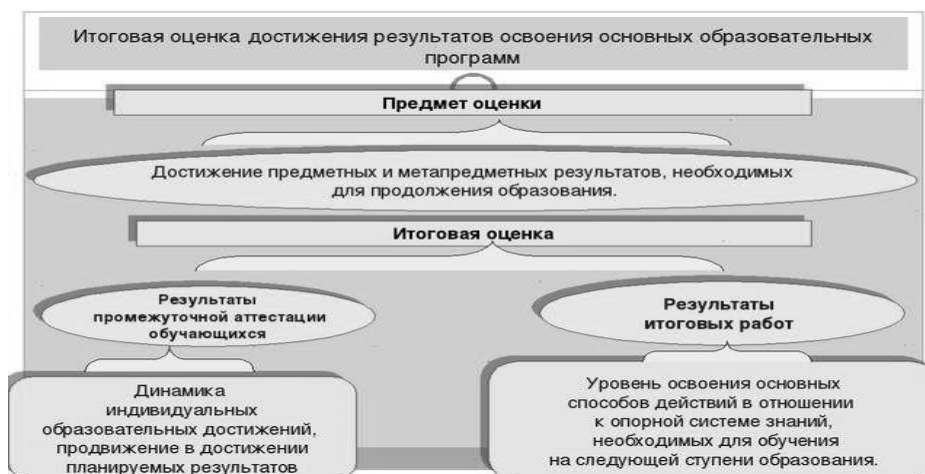 Итоговая оценка достижения результатов освоения основных образовательных
программ
Предмет оценки
Достижение предметных и метапредметных результатов, необходимых
для продолжения образования.
Итоговая оценка
Результаты
промежуточной аттестации
обучающихся
Динамика
индивидуальных
образовательных достижений,
продвижение в достижении
планируемых результатов
Результаты
итоговых работ
Уровень освоения основных
способов действий в отношении
к опорной системе знаний,
необходимых для обучения
на следующей ступени образования.